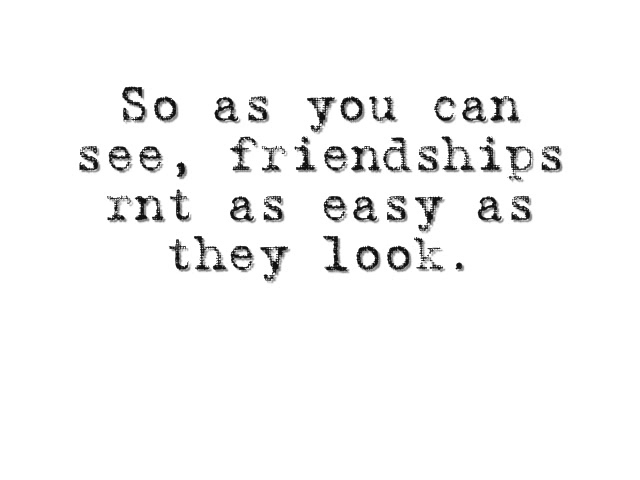 So as you can
see, friendships
rnt as easy as
they look.